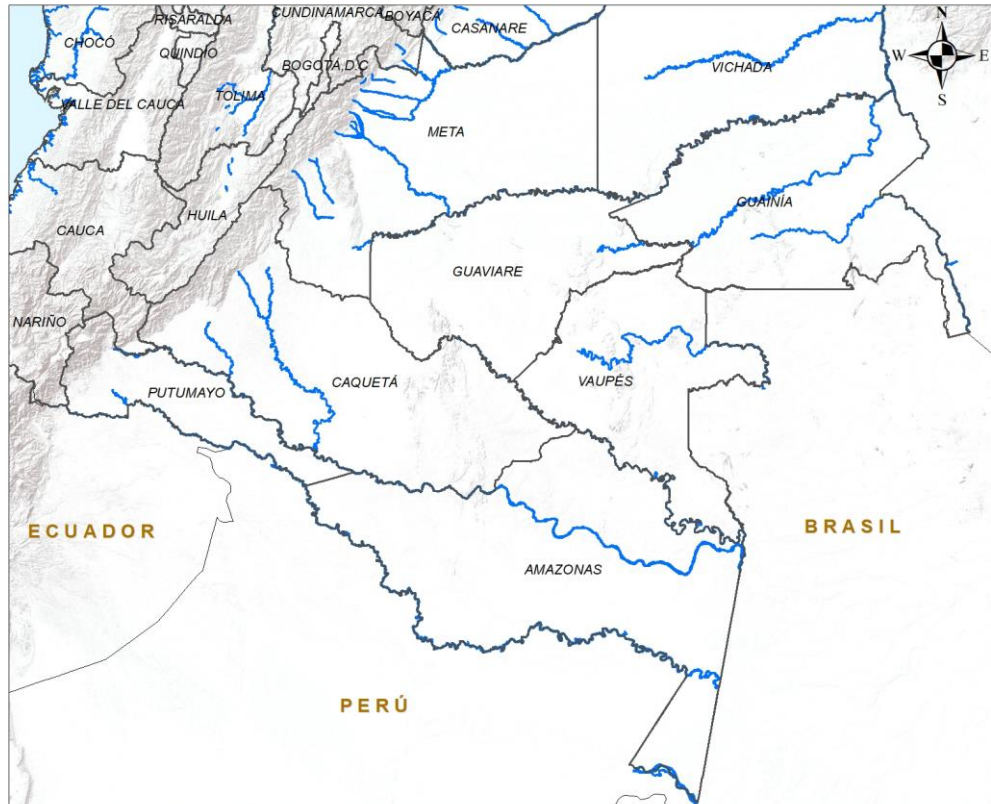 CUNDINAMARCA
BOYACÁ
RISARALDA
N
CASANARE
CHOCÓ
QUINDIO
W
E
BOGOTÁ,D.C
VICHADA
TOLIMA
S
VALLE DEL CAUCA
META
GUAINÍA
HUILA
CAUCA
GUAVIARE
NARIÑO
VAUPÉS
CAQUETÁ
PUTUMAYO
ECUADOR
BRASIL
AMAZONAS
PERÚ